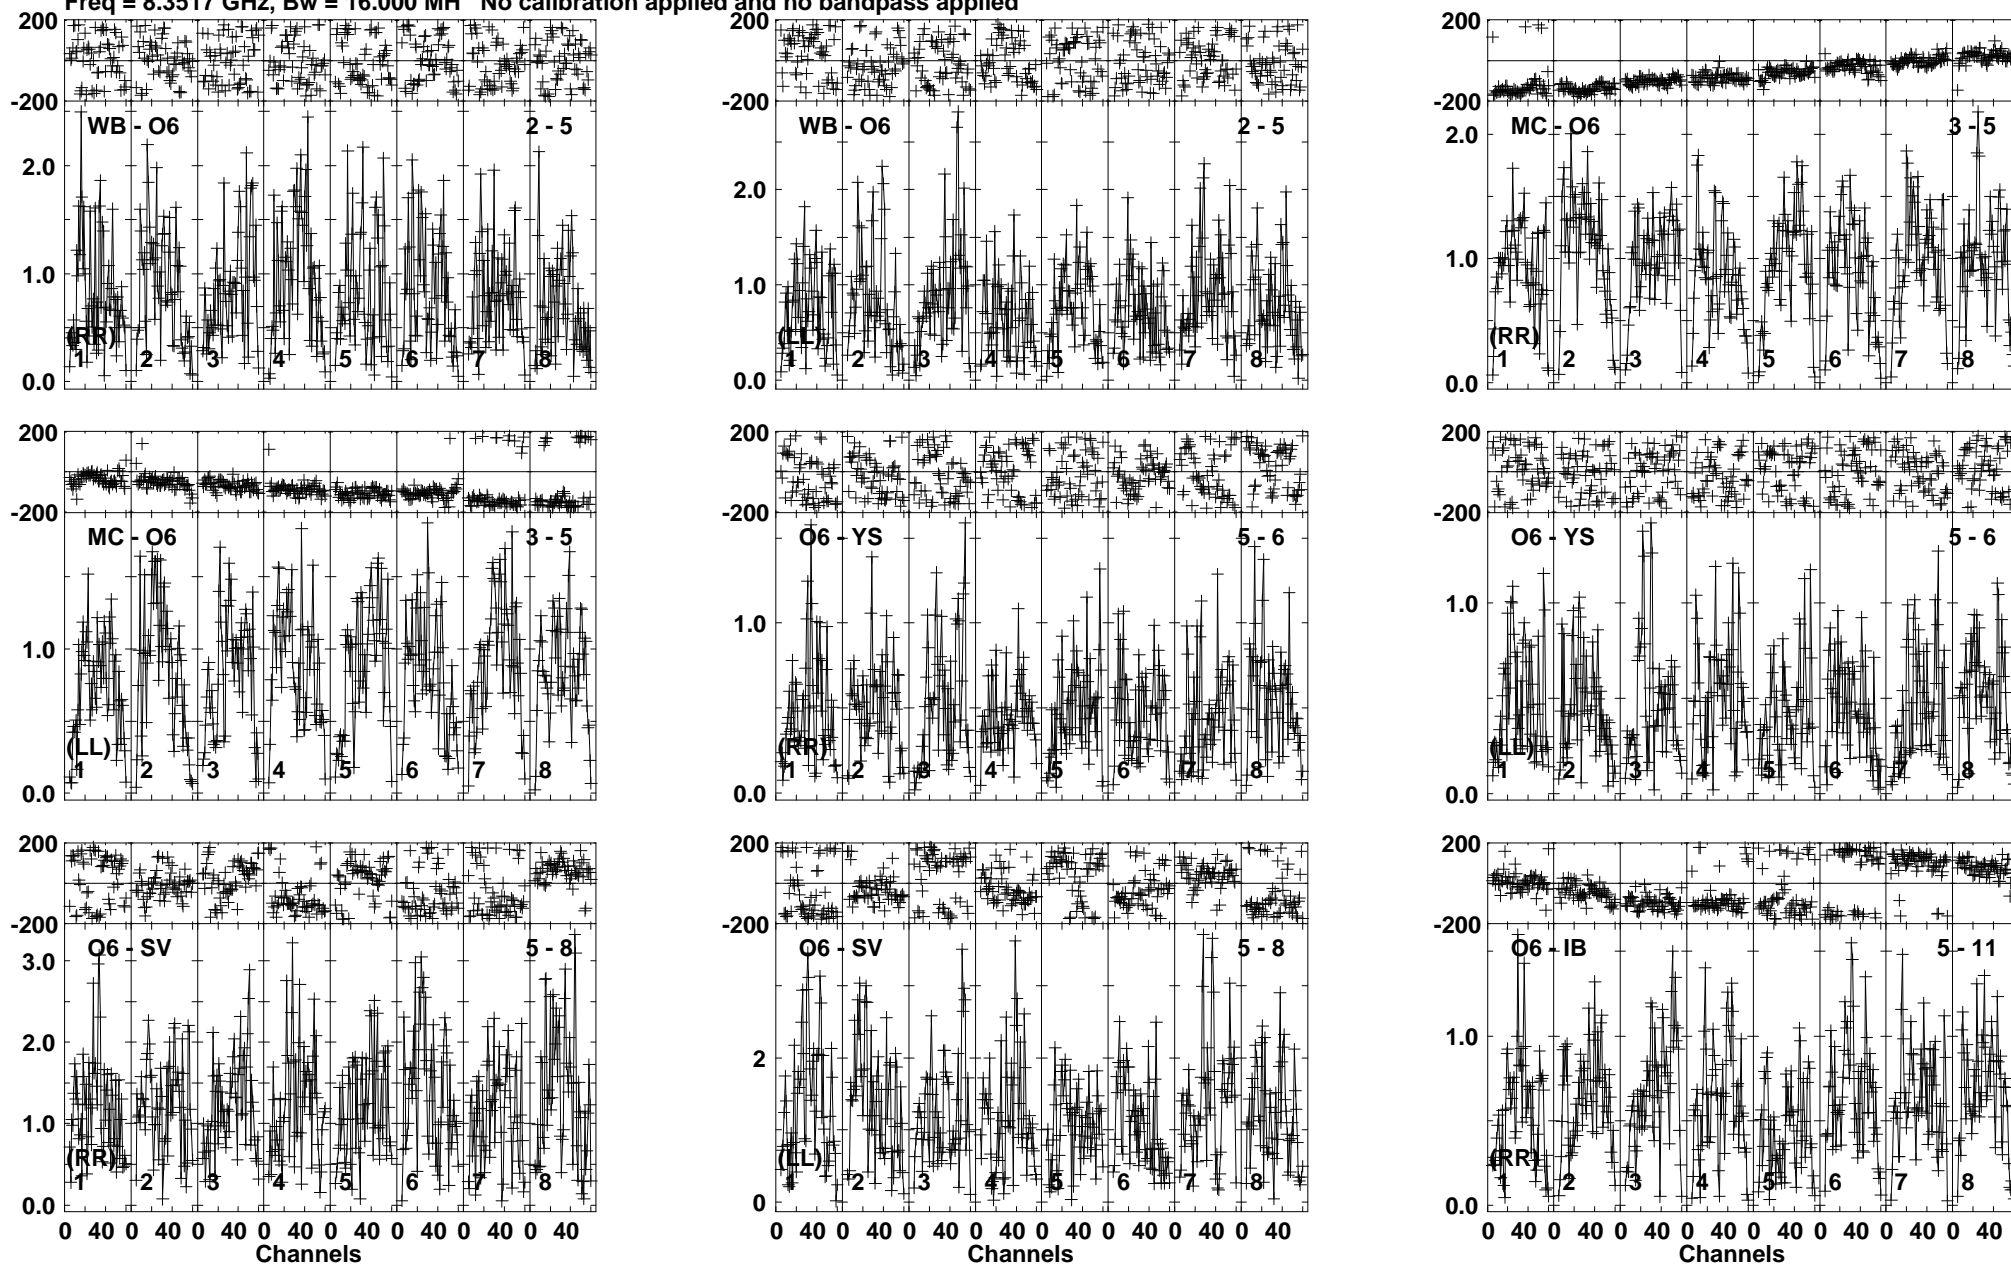 Freq = 8.3517 GHz, Bw = 16.000 MH No calibration applied and no bandpass applied
200
-200
WB - O6 2 - 5
2.0
1.0
0.0
(RR)
1 2 3 4 5 6 7 8
200
-200
WB - O6 2 - 5
2.0
1.0
0.0
(LL)
1 2 3 4 5 6 7 8
200
-200
MC - O6 3 - 5
2.0
1.0
0.0
(RR)
1 2 3 4 5 6 7 8
200
-200
MC - O6 3 - 5
1.0
0.0
(LL)
1 2 3 4 5 6 7 8
200
-200
O6 - YS 5 - 6
1.0
0.0
(RR)
1 2 3 4 5 6 7 8
200
-200
O6 - YS 5 - 6
1.0
0.0
(LL)
1 2 3 4 5 6 7 8
200
-200
O6 - SV 5 - 8
3.0
2.0
1.0
0.0
(RR)
1 2 3 4 5 6 7 8
0 40 0 40 0 40 0 40 0 40 0 40 0 40 0 40
Channels
200
-200
O6 - SV 5 - 8
2
0
(LL)
1 2 3 4 5 6 7 8
0 40 0 40 0 40 0 40 0 40 0 40 0 40 0 40
Channels
200
-200
O6 - IB 5 - 11
1.0
0.0
(RR)
1 2 3 4 5 6 7 8
0 40 0 40 0 40 0 40 0 40 0 40 0 40 0 40
Channels